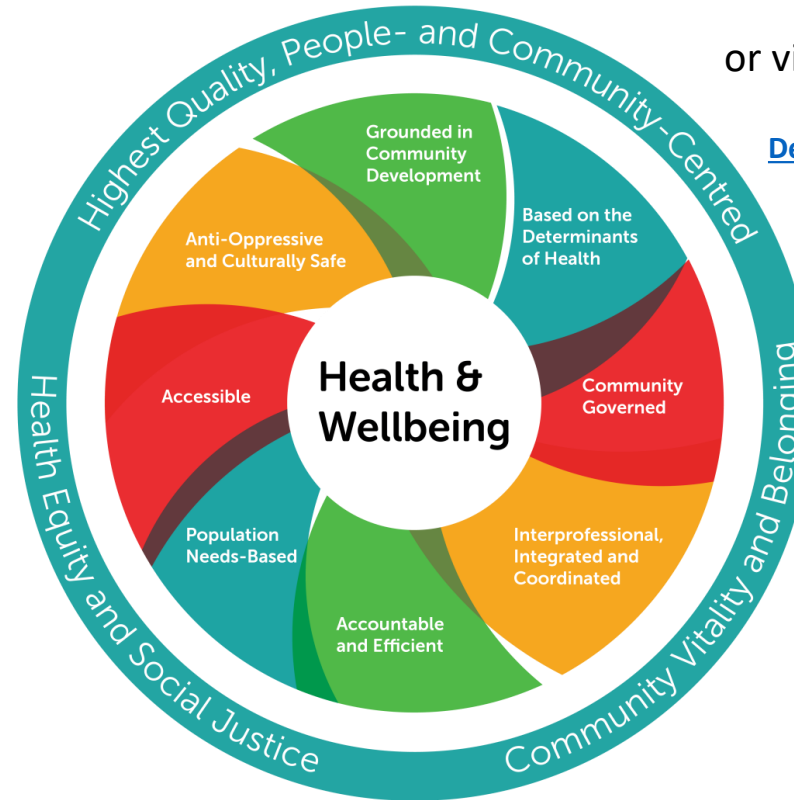 Highest Quality, People- and Community-Centred
or vi
De
Grounded in
Community
Development
Based on the
Determinants
of Health
Anti-Oppressive
and Culturally Safe
Health &
Wellbeing
Accessible
Community
Governed
Population
Needs-Based
Interprofessional,
Integrated and
Coordinated
Accountable
and Efficient
Health Equity and Social Justice
Community Vitality and Belonging